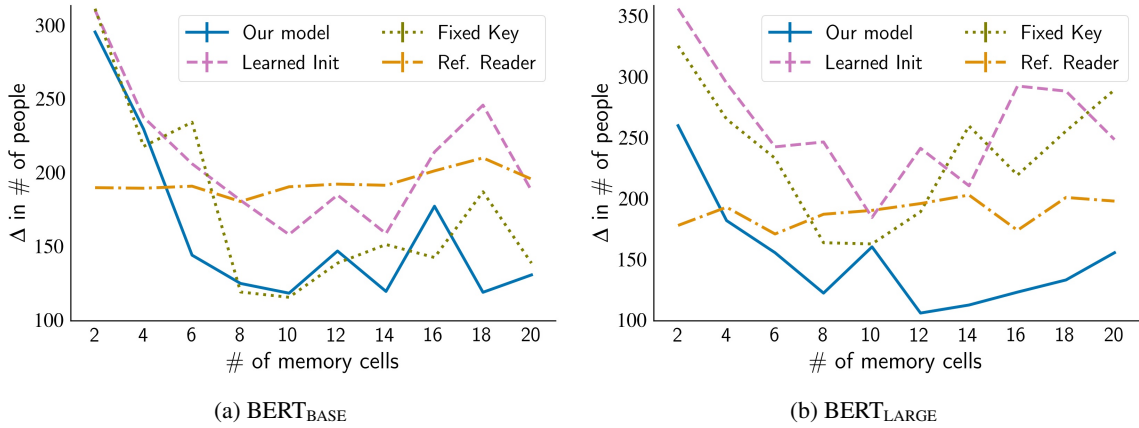 300
250
200
150
100
Δ in # of people
Our model
Learned Init
Fixed Key
Ref. Reader
2 4 6 8 10 12 14 16 18 20
# of memory cells
(a) BERTBASE
350
300
250
200
150
100
Δ in # of people
Our model
Learned Init
Fixed Key
Ref. Reader
2 4 6 8 10 12 14 16 18 20
# of memory cells
(b) BERTLARGE